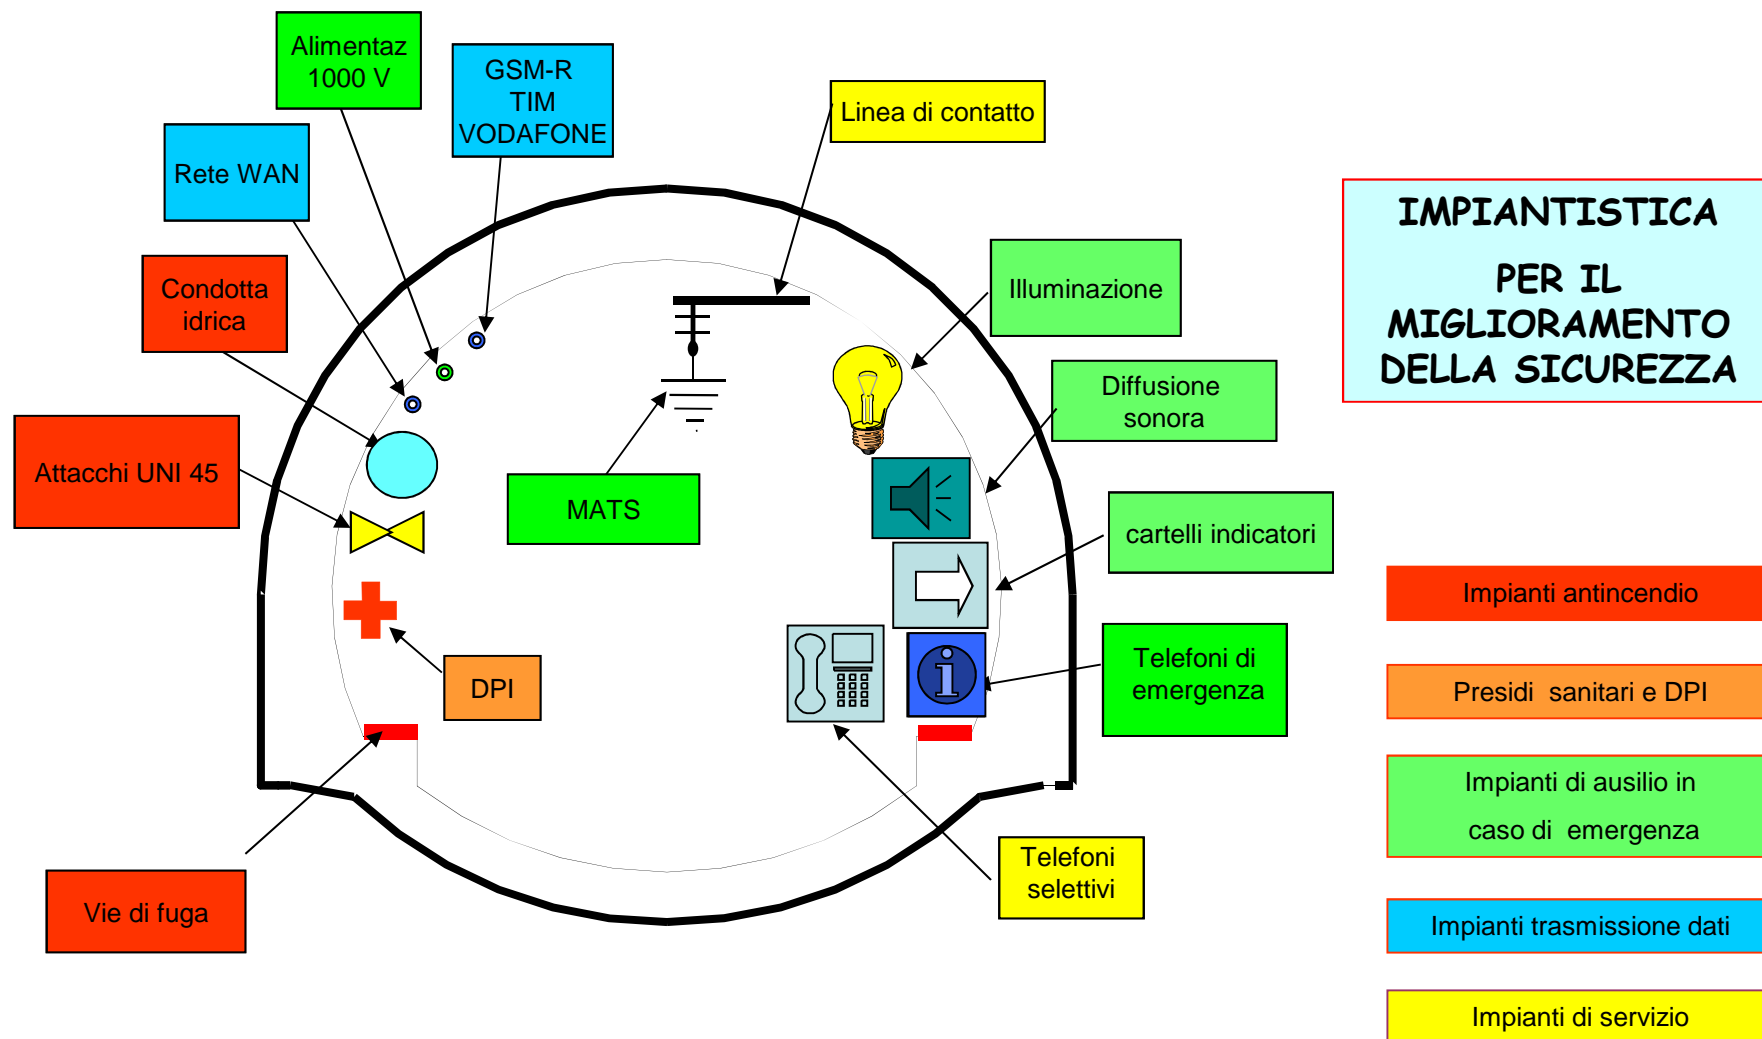 Alimentaz
1000 V
GSM-R
TIM
VODAFONE
Linea di contatto
Rete WAN
IMPIANTISTICA
PER IL
MIGLIORAMENTO
DELLA SICUREZZA
Condotta
idrica
Illuminazione
Diffusione
sonora
Attacchi UNI 45
MATS
cartelli indicatori
Impianti antincendio
DPI
Telefoni di
emergenza
Presidi sanitari e DPI
Impianti di ausilio in
caso di emergenza
Telefoni
selettivi
Vie di fuga
Impianti trasmissione dati
Impianti di servizio